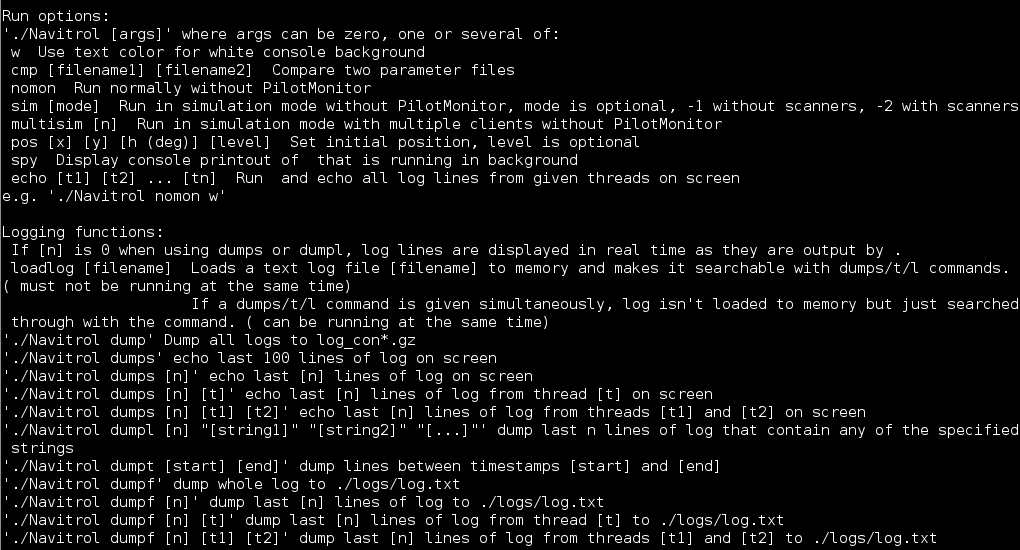 Run options:
'./Navitrol [args]' where args can be zero, one or several of:
 w  Use text color for white console background
 cmp [filename1] [filename2]  Compare two parameter files
 nomon  Run normally without PilotMonitor
 sim [mode]  Run in simulation mode without PilotMonitor, mode is optional, -1 without scanners, -2 with scanners
 multisim [n]  Run in simulation mode with multiple clients without PilotMonitor
 pos [x] [y] [h (deg)] [level]  Set initial position, level is optional
 spy  Display console printout of  that is running in background
 echo [t1] [t2] ... [tn]  Run  and echo all log lines from given threads on screen
e.g. './Navitrol nomon w'

Logging functions:
 If [n] is 0 when using dumps or dumpl, log lines are displayed in real time as they are output by .
 loadlog [filename]  Loads a text log file [filename] to memory and makes it searchable with dumps/t/l commands.
( must not be running at the same time)
                     If a dumps/t/l command is given simultaneously, log isn't loaded to memory but just searched
 through with the command. ( can be running at the same time)
'./Navitrol dump' Dump all logs to log_con*.gz
'./Navitrol dumps' echo last 100 lines of log on screen
'./Navitrol dumps [n]' echo last [n] lines of log on screen
'./Navitrol dumps [n] [t]' echo last [n] lines of log from thread [t] on screen
'./Navitrol dumps [n] [t1] [t2]' echo last [n] lines of log from threads [t1] and [t2] on screen
'./Navitrol dumpl [n] "[string1]" "[string2]" "[...]"' dump last n lines of log that contain any of the specified
 strings
'./Navitrol dumpt [start] [end]' dump lines between timestamps [start] and [end]
'./Navitrol dumpf' dump whole log to ./logs/log.txt
'./Navitrol dumpf [n]' dump last [n] lines of log to ./logs/log.txt
'./Navitrol dumpf [n] [t]' dump last [n] lines of log from thread [t] to ./logs/log.txt
'./Navitrol dumpf [n] [t1] [t2]' dump last [n] lines of log from threads [t1] and [t2] to ./logs/log.txt